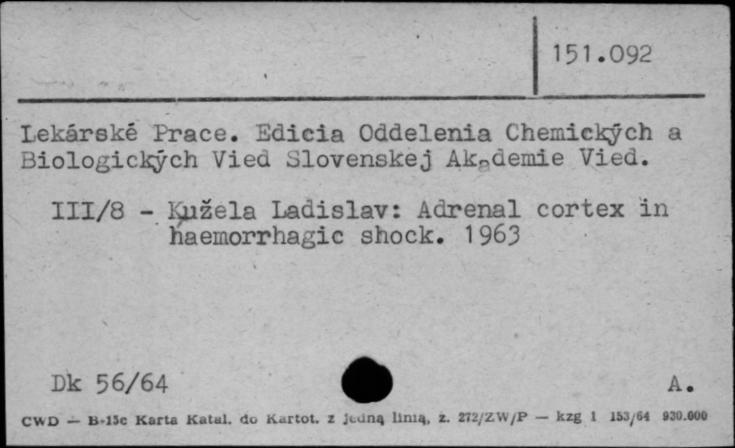 151.092
Lekárské Prace. Edicia Oddelenia Chemických a
Biologických Vied Slovenskej Akademie Vied.
III/8 - Kužela Ladislav: Adrenal cortex in
haemorrhagic shock. 1963
Dk 56/64
A.
CWD — B-15c Karta Katal. do Kartot. z jedną linią, z. 272/ZW/P — kzg 1 153/64 930.000